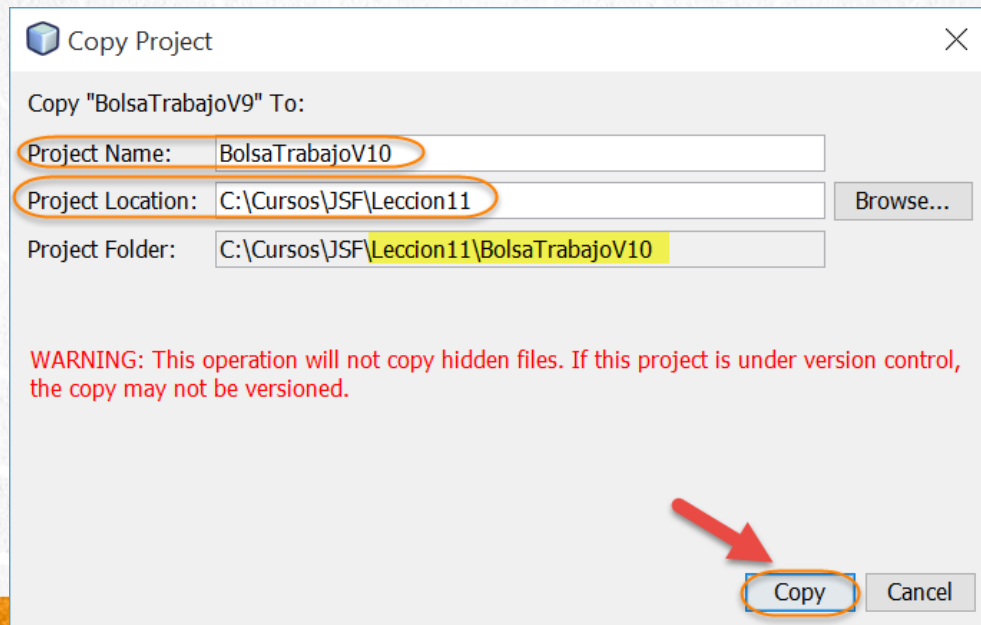 Copy Project
Copy "BolsaTrabajoV9" To:
Project Name: BolsaTrabajoV10
Project Location: C:\Cursos\JSF\Leccion11 Browse...
Project Folder: C:\Cursos\JSF\Leccion11\BolsaTrabajoV10
WARNING: This operation will not copy hidden files. If this project is under version control,
the copy may not be versioned.
Copy Cancel